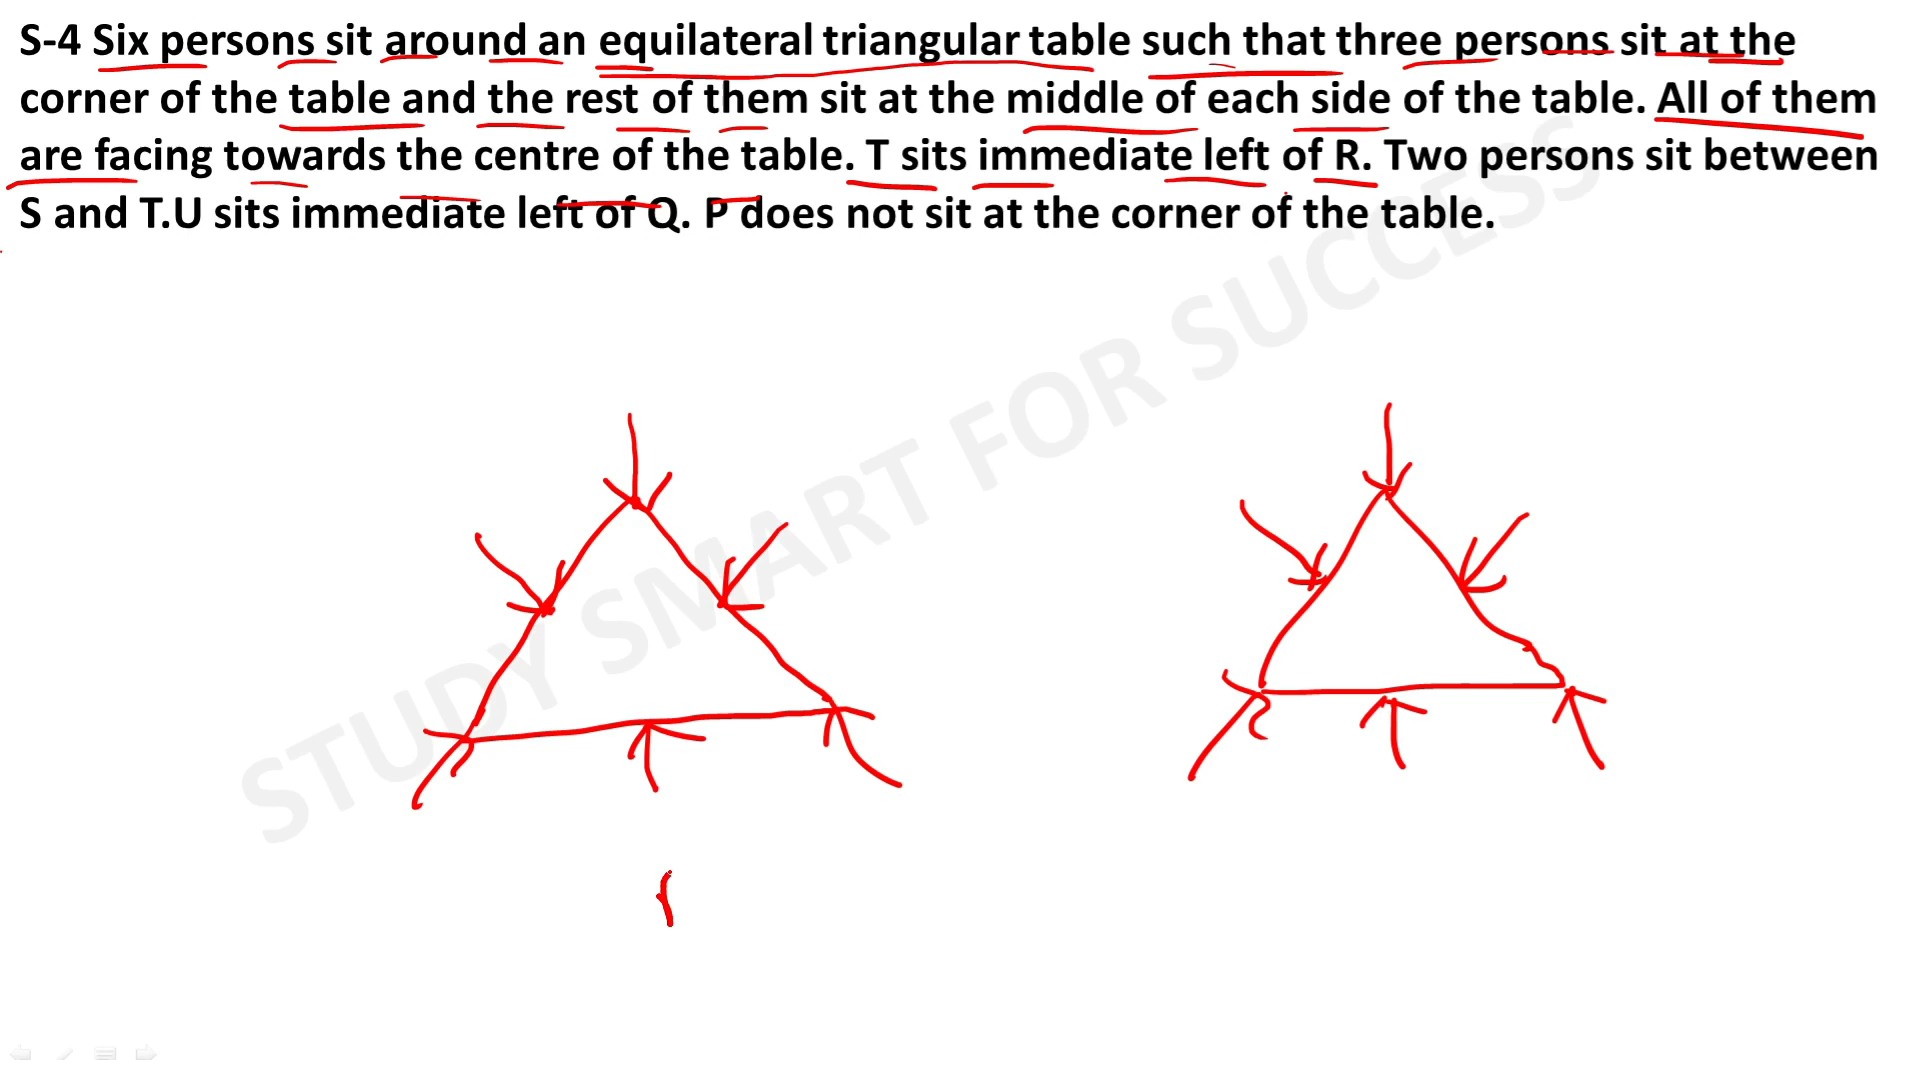 S-4 Six persons sit around an equilateral triangular table such that three persons sit at the
corner of the table and the rest of them sit at the middle of each side of the table. All of them
are facing towards the centre of the table. T sits immediate left of R. Two persons sit between
S and T.U sits immediate left of Q. P does not sit at the corner of the table.
STUDY SMART FOR SUCCESS